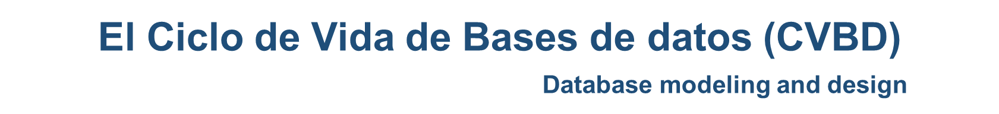 El Ciclo de Vida de Bases de datos (CVBD)
Database modeling and design